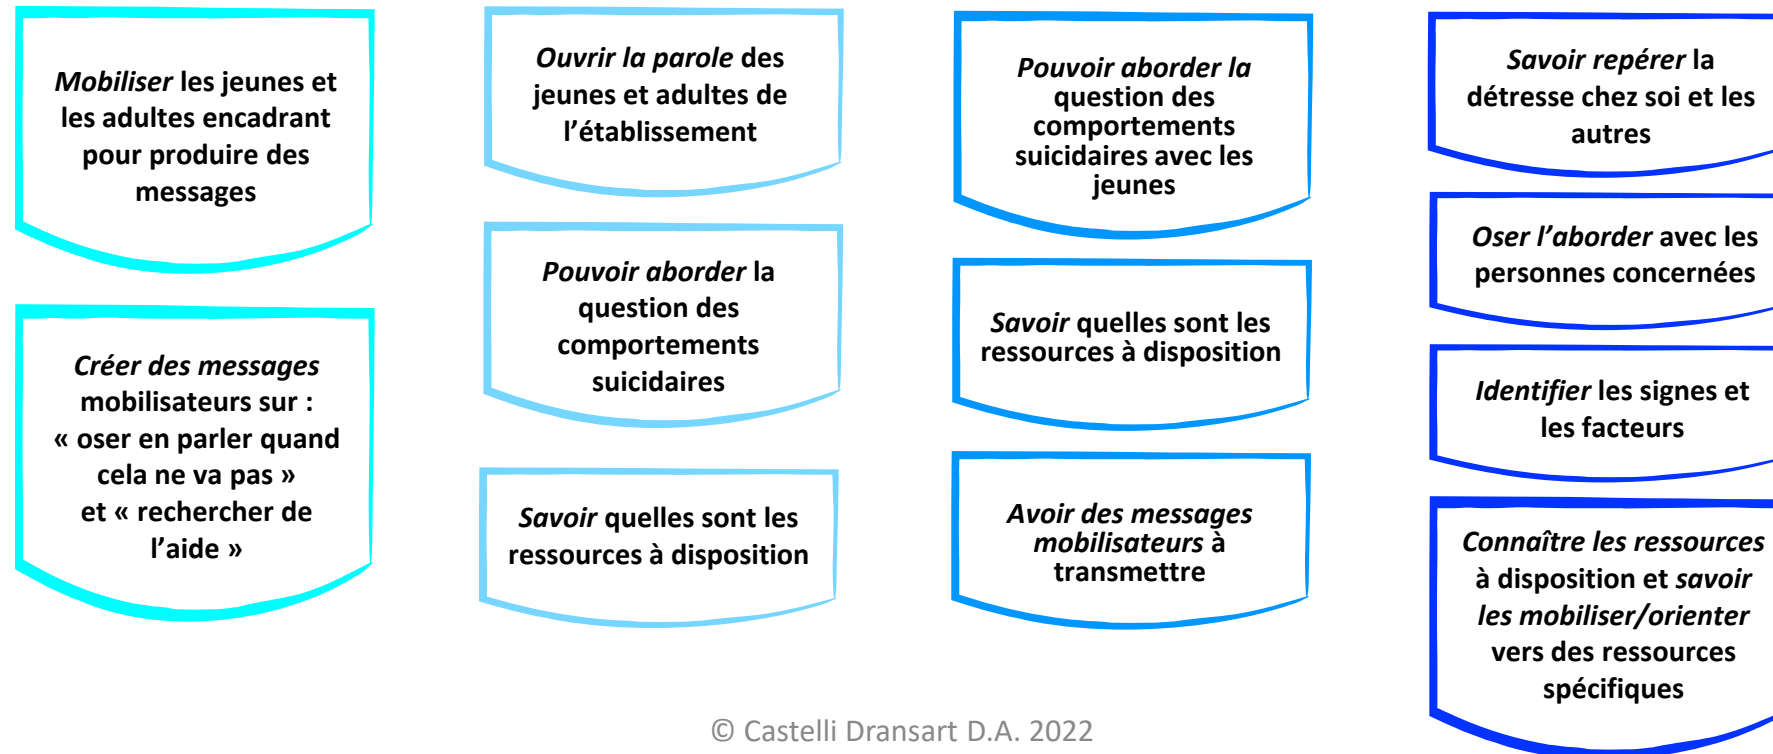 Mobiliser les jeunes et
les adultes encadrant
pour produire des
messages
Créer des messages
mobilisateurs sur :
« oser en parler quand
cela ne va pas »
et « rechercher de
l’aide »
Ouvrir la parole des
jeunes et adultes de
l’établissement
Pouvoir aborder la
question des
comportements
suicidaires
Savoir quelles sont les
ressources à disposition
Pouvoir aborder la
question des
comportements
suicidaires avec les
jeunes
Savoir quelles sont les
ressources à disposition
Avoir des messages
mobilisateurs à
transmettre
Savoir repérer la
détresse chez soi et les
autres
Oser l’aborder avec les
personnes concernées
Identifier les signes et
les facteurs
Connaître les ressources
à disposition et savoir
les mobiliser/orienter
vers des ressources
spécifiques
© Castelli Dransart D.A. 2022